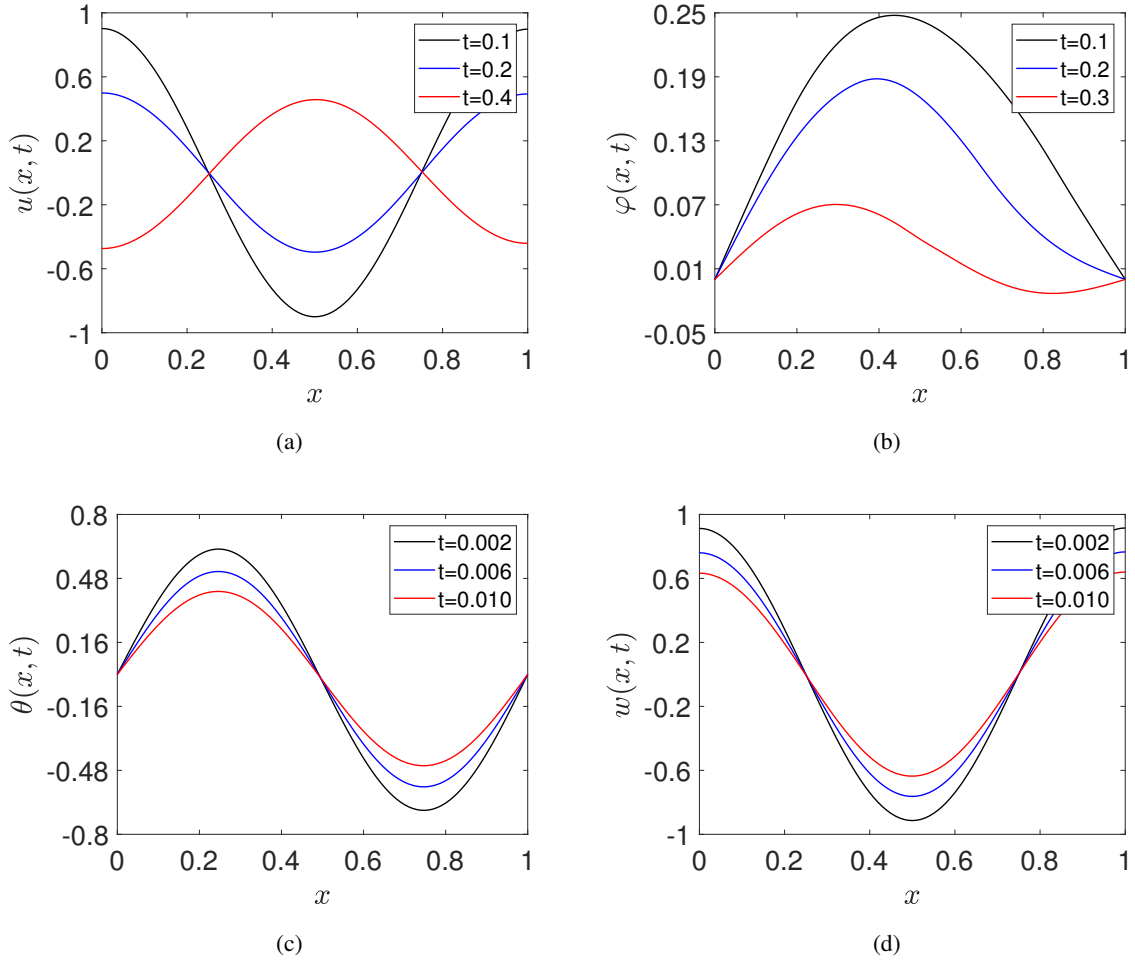 1
0.6
0.2
-0.2
-0.6
-1
u(x, t)
0 0.2 0.4 0.6 0.8 1
x
t=0.1
t=0.2
t=0.4
(a)
0.25
0.19
0.13
0.07
0.01
-0.05
φ(x, t)
0 0.2 0.4 0.6 0.8 1
x
t=0.1
t=0.2
t=0.3
(b)
0.8
0.48
0.16
-0.16
-0.48
-0.8
θ(x, t)
0 0.2 0.4 0.6 0.8 1
x
t=0.002
t=0.006
t=0.010
(c)
1
0.6
0.2
-0.2
-0.6
-1
w(x, t)
0 0.2 0.4 0.6 0.8 1
x
t=0.002
t=0.006
t=0.010
(d)